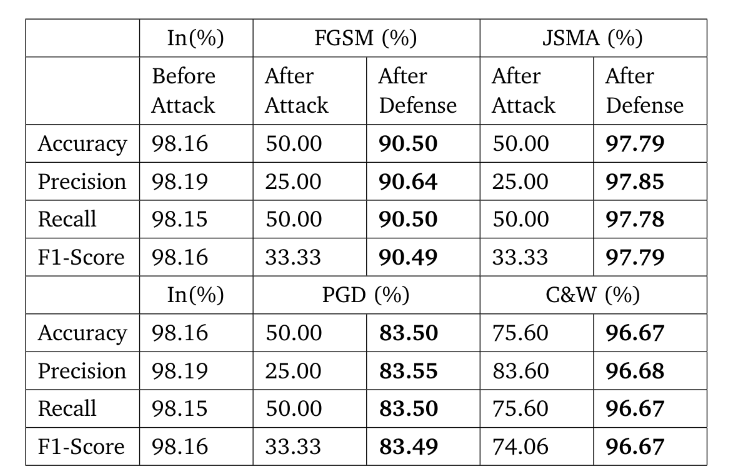 In(%) FGSM (%) JSMA (%)
Before After After After After
Attack Attack Defense Attack Defense
Accuracy 98.16 50.00 90.50 50.00 97.79
Precision 98.19 25.00 90.64 25.00 97.85
Recall 98.15 50.00 90.50 50.00 97.78
F1-Score 98.16 33.33 90.49 33.33 97.79
In(%) PGD (%) C&W (%)
Accuracy 98.16 50.00 83.50 75.60 96.67
Precision 98.19 25.00 83.55 83.60 96.68
Recall 98.15 50.00 83.50 75.60 96.67
F1-Score 98.16 33.33 83.49 74.06 96.67